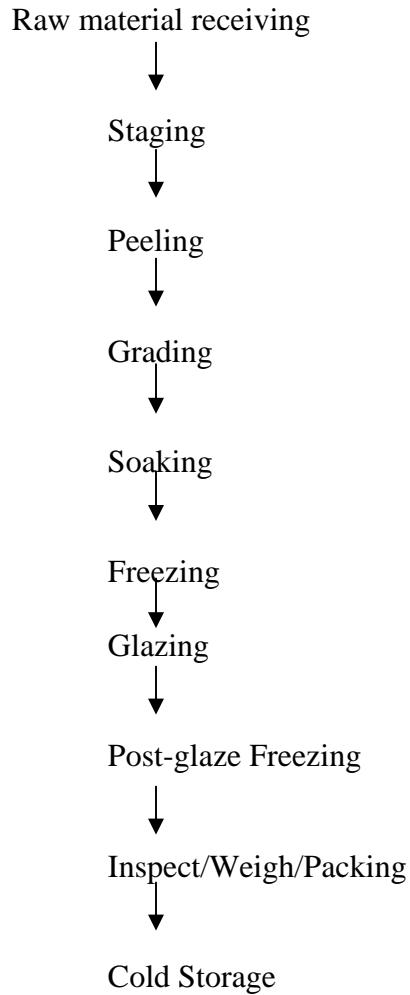 Raw material receiving
Staging
Peeling
Grading
Soaking
Freezing
Glazing
Post-glaze Freezing
Inspect/Weigh/Packing
Cold Storage